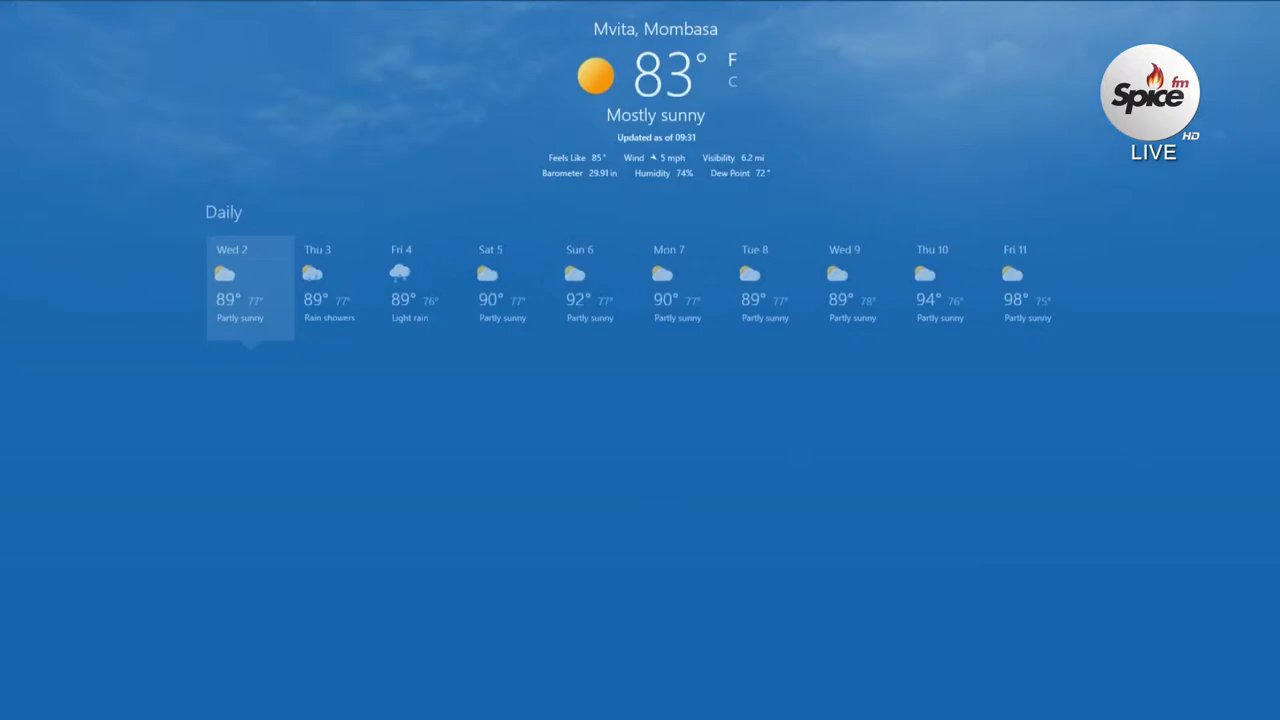 Mvita, Mombasa
83° F
C
Mostly sunny
Updated as of 09:31
Feels Like 85° Wind 5 mph Visibility 6.2 mi
Barometer 29.91 in Humidity 74% Dew Point 72°
Spice fm
HD
LIVE
Daily
Wed 2 Thu 3 Fri 4 Sat 5 Sun 6 Mon 7 Tue 8 Wed 9 Thu 10 Fri 11
89° 77° 89° 77° 89° 76° 90° 77° 92° 77° 90° 77° 89° 77° 89° 78° 94° 76° 98° 75°
Partly sunny Rain showers Light rain Partly sunny Partly sunny Partly sunny Partly sunny Partly sunny Partly sunny Partly sunny